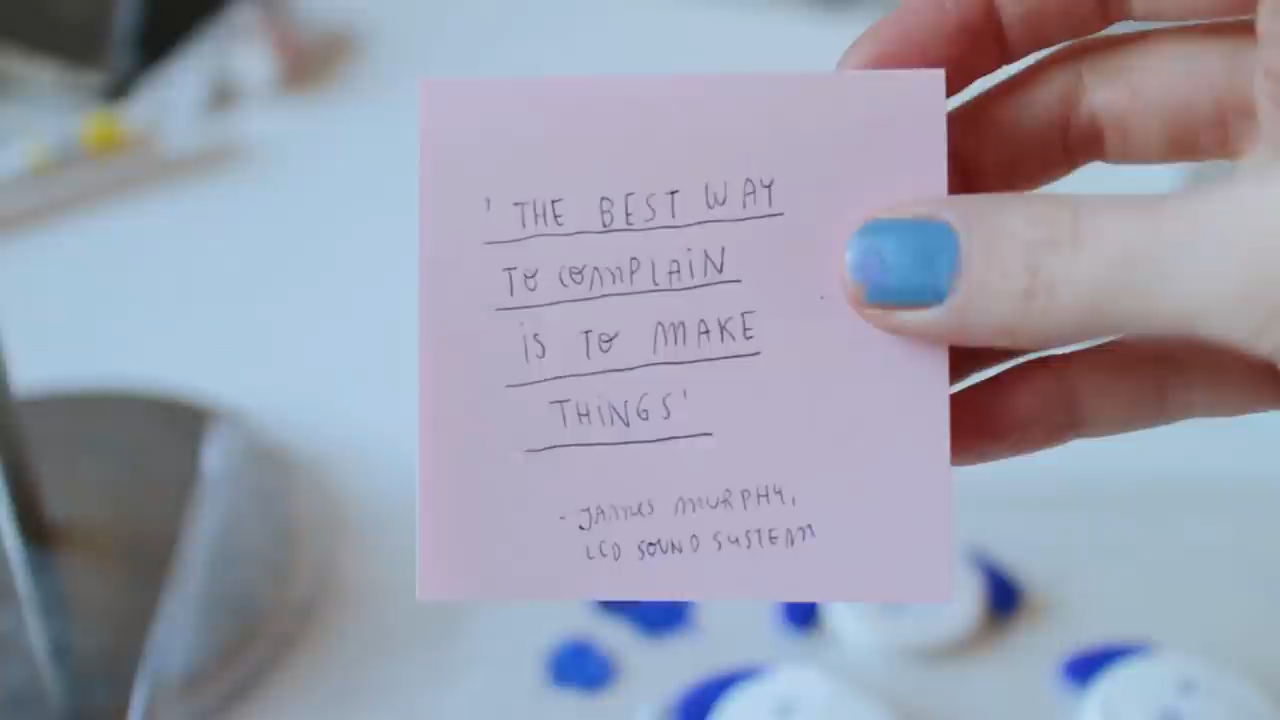 'THE BEST WAY
TO COMPLAIN
iS TO MAKE
THiNGS'
- JAMES MURPHY,
LCD SOUND SYSTEM